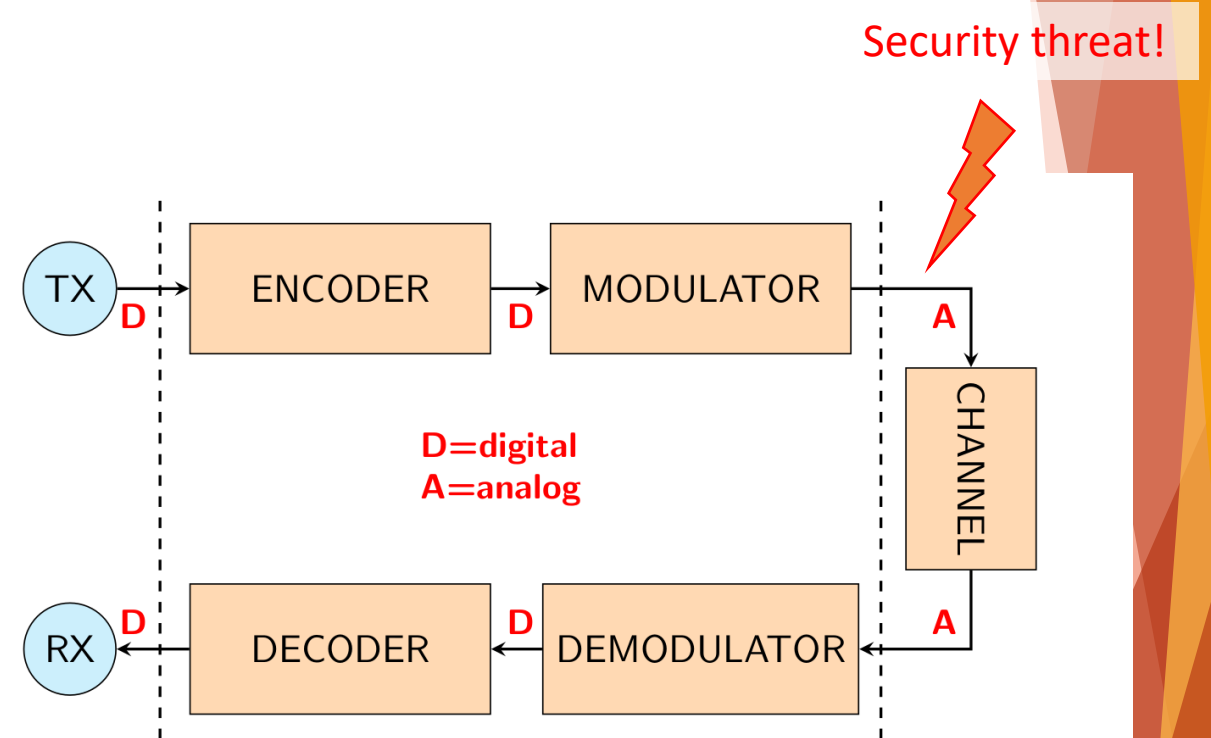 Security threat!
TX
D
ENCODER
D
MODULATOR
A
CHANNEL
D=digital
A=analog
RX
D
DECODER
D
DEMODULATOR
A